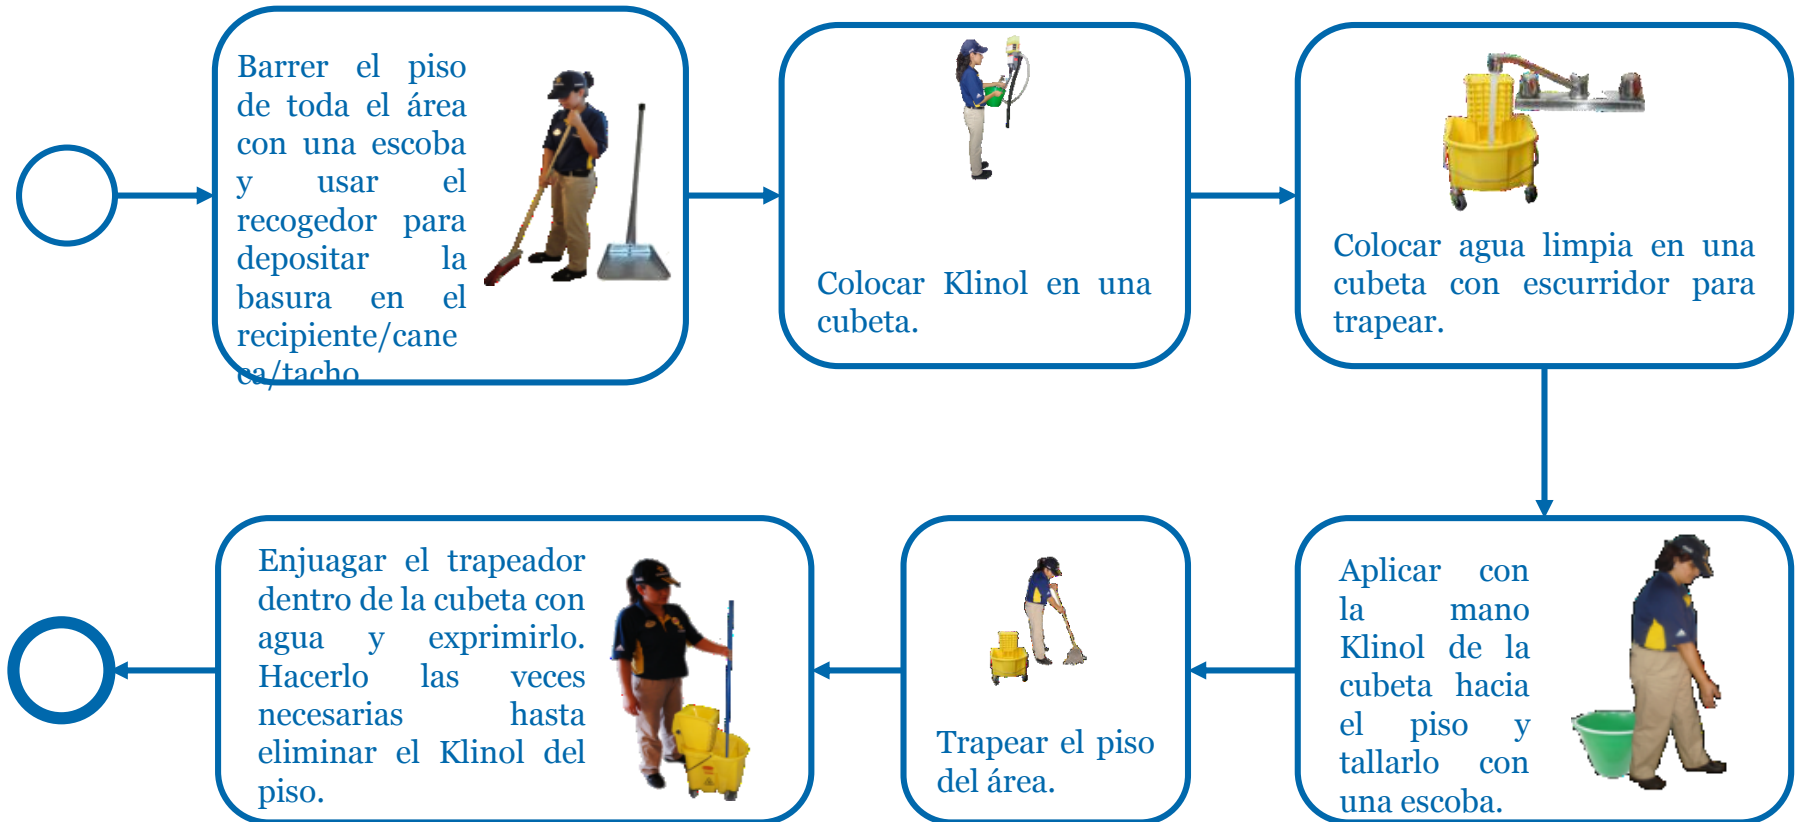 Barrer el piso
de toda el área
con una escoba
y usar el
recogedor para
depositar la
basura en el
recipiente/cane
ca/tacho
Colocar Klinol en una
cubeta.
Colocar agua limpia en una
cubeta con escurridor para
trapear.
Aplicar con
la mano
Klinol de la
cubeta hacia
el piso y
tallarlo con
una escoba.
Trapear el piso
del área.
Enjuagar el trapeador
dentro de la cubeta con
agua y exprimirlo.
Hacerlo las veces
necesarias hasta
eliminar el Klinol del
piso.